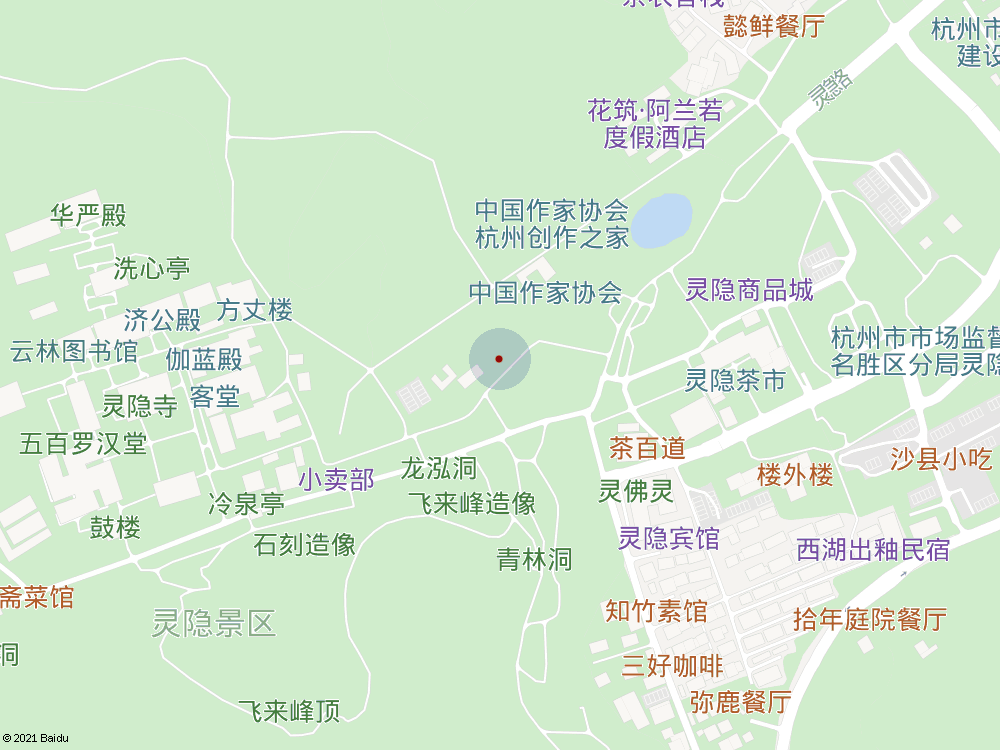 懿鲜餐厅
杭州市
建设
灵隐路
花筑·阿兰若
度假酒店
华严殿
中国作家协会
杭州创作之家
洗心亭
中国作家协会
灵隐商品城
方丈楼
济公殿
云林图书馆
伽蓝殿
杭州市市场监督
名胜区分局灵隐
灵隐茶市
客堂
灵隐寺
五百罗汉堂
茶百道
龙泓洞
小卖部
楼外楼
沙县小吃
灵佛灵
飞来峰造像
冷泉亭
鼓楼
石刻造像
灵隐宾馆
西湖出釉民宿
青林洞
斋菜馆
知竹素馆
灵隐景区
拾年庭院餐厅
洞
三好咖啡
弥鹿餐厅
飞来峰顶
© 2021 Baidu